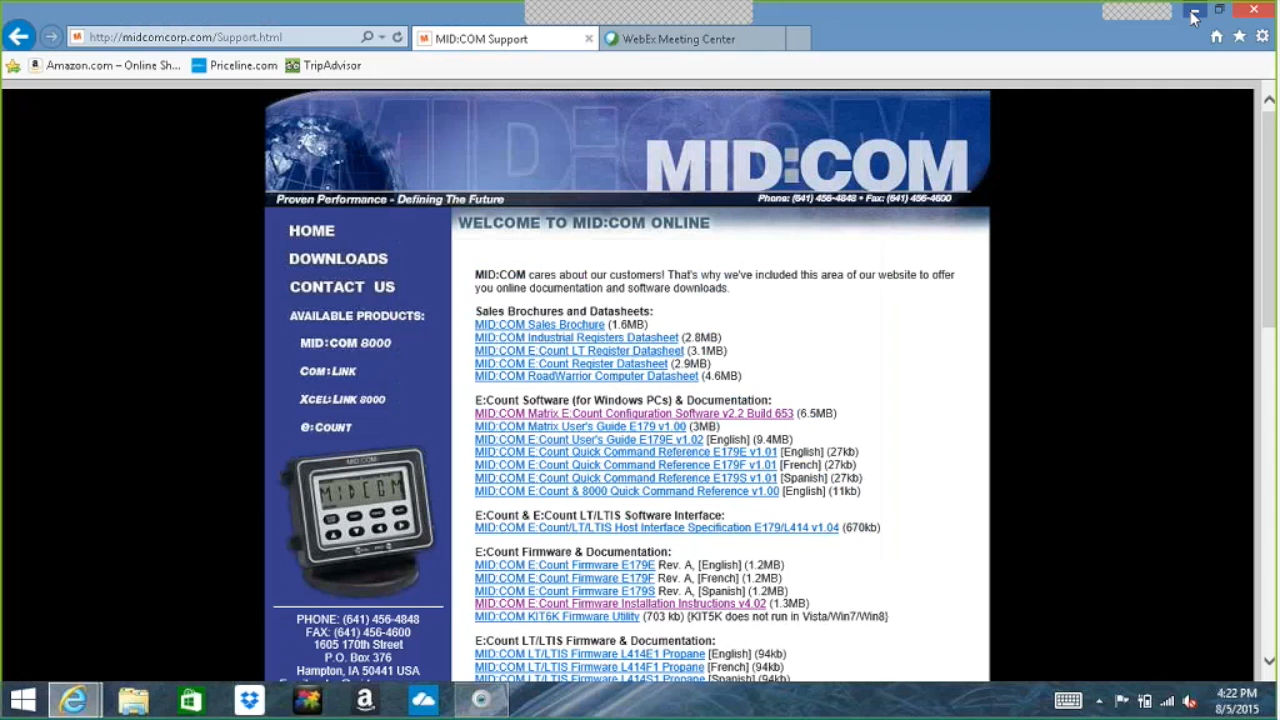 http://midcomcorp.com/Support.html
MID:COM Support
WebEx Meeting Center
Amazon.com – Online Sh...
Priceline.com
TripAdvisor
MID:COM
Proven Performance - Defining The Future
Phone: (641) 456-4848 • Fax: (641) 456-4600
HOME
DOWNLOADS
CONTACT US
AVAILABLE PRODUCTS:
MID:COM 8000
COM:LINK
XCEL:LINK 8000
e:COUNT
MID:COM
MIDCOM
PHONE: (641) 456-4848
FAX: (641) 456-4600
1605 170th Street
P.O. Box 376
Hampton, IA 50441 USA
WELCOME TO MID:COM ONLINE
MID:COM cares about our customers! That's why we've included this area of our website to offer
you online documentation and software downloads.
Sales Brochures and Datasheets:
MID:COM Sales Brochure (1.6MB)
MID:COM Industrial Registers Datasheet (2.8MB)
MID:COM E:Count LT Register Datasheet (3.1MB)
MID:COM E:Count Register Datasheet (2.9MB)
MID:COM RoadWarrior Computer Datasheet (4.6MB)
E:Count Software (for Windows PCs) & Documentation:
MID:COM Matrix E:Count Configuration Software v2.2 Build 653 (6.5MB)
MID:COM Matrix User's Guide E179 v1.00 (3MB)
MID:COM E:Count User's Guide E179E v1.02 [English] (9.4MB)
MID:COM E:Count Quick Command Reference E179E v1.01 [English] (27kb)
MID:COM E:Count Quick Command Reference E179F v1.01 [French] (27kb)
MID:COM E:Count Quick Command Reference E179S v1.01 [Spanish] (27kb)
MID:COM E:Count & 8000 Quick Command Reference v1.00 [English] (11kb)
E:Count & E:Count LT/LTIS Software Interface:
MID:COM E:Count/LT/LTIS Host Interface Specification E179/L414 v1.04 (670kb)
E:Count Firmware & Documentation:
MID:COM E:Count Firmware E179E Rev. A, [English] (1.2MB)
MID:COM E:Count Firmware E179F Rev. A, [French] (1.2MB)
MID:COM E:Count Firmware E179S Rev. A, [Spanish] (1.2MB)
MID:COM E:Count Firmware Installation Instructions v4.02 (1.3MB)
MID:COM KIT6K Firmware Utility (703 kb) {KIT5K does not run in Vista/Win7/Win8}
E:Count LT/LTIS Firmware & Documentation:
MID:COM LT/LTIS Firmware L414E1 Propane [English] (94kb)
MID:COM LT/LTIS Firmware L414F1 Propane [French] (94kb)
MID:COM LT/LTIS Firmware L414S1 Propane [Spanish] (94kb)
4:22 PM
8/5/2015